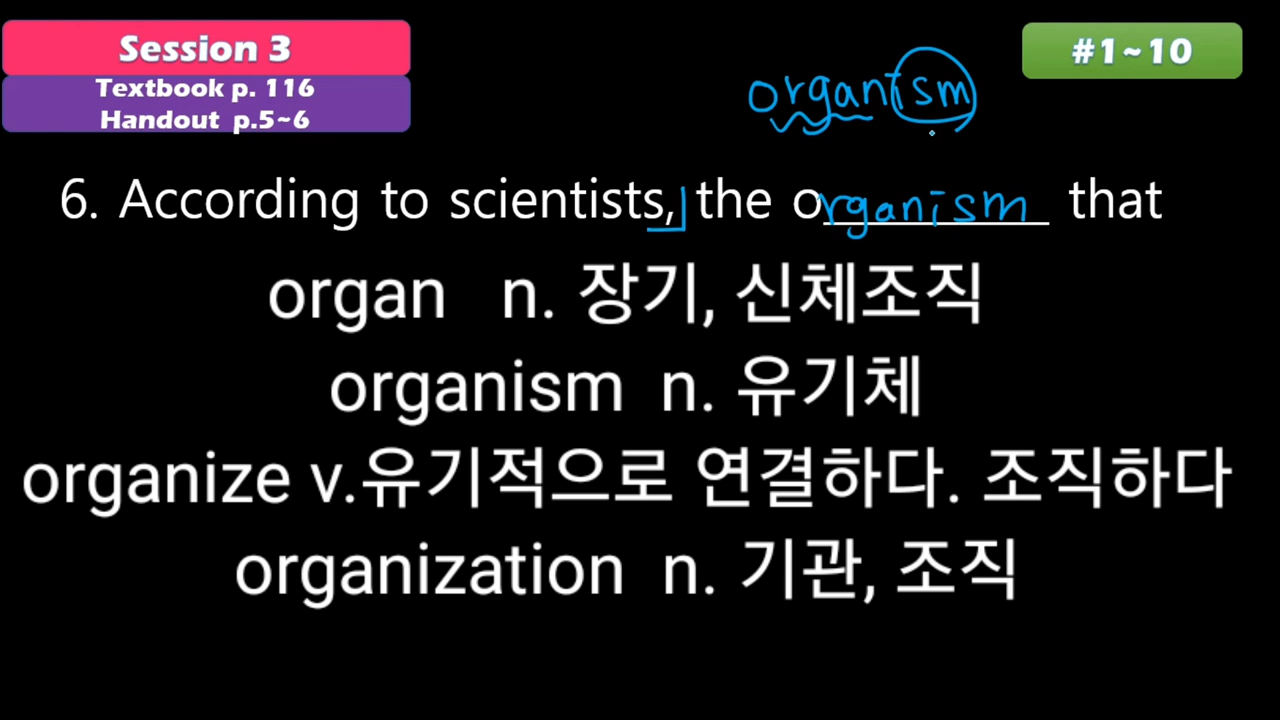 Session 3
Textbook p. 116
Handout p.5~6
#1~10
organism
6. According to scientists, the organism that
organ n. 장기, 신체조직
organism n. 유기체
organize v.유기적으로 연결하다. 조직하다
organization n. 기관, 조직